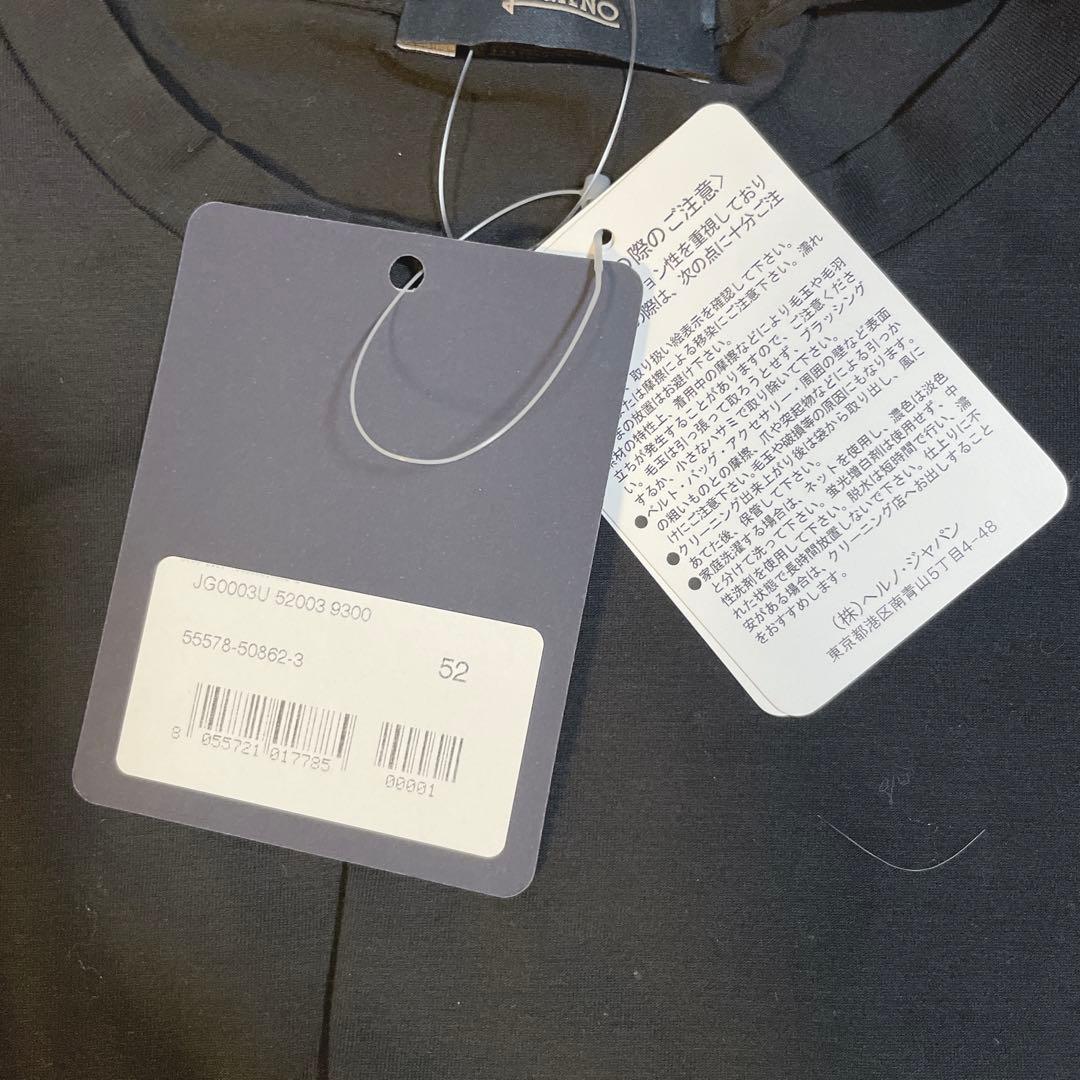 の際のご注意〉
ョン性を重視しており
の際は、次の点に十分ご注
取り扱い絵表示を確認して下さい。
たは摩擦による移染にご注意下さい。濡れ
まの放置はお避け下さい。
素材の特性上、着用中の摩擦などにより毛玉や毛羽
立ちが発生することがありますので、ご注意くださ
い。毛玉は引っ張って取ろうとせず、ブラッシング
するか、小さなハサミで取り除いて下さい。
●ベルト・バッグ・アクセサリー・周囲の壁など表面
の粗いものとの摩擦、爪や突起物などによる引っか
けにご注意下さい。毛玉や破損等の原因にもなります。
●クリーニング出来上がり後は袋から取り出し、風に
あてた後、保管して下さい。
●家庭洗濯する場合は、ネットを使用し、濃色は淡色
と分けて洗って下さい。蛍光増白剤は使用せず、中
性洗剤を使用して下さい。脱水は短時間で行い、濡
れた状態で長時間放置しないで下さい。仕上りに不
安がある場合は、クリーニング店へお出しすること
をおすすめします。
(株)ヘルノ・ジャパン
東京都港区南青山5丁目4-48
JG0003U 52003 9300
55578-50862-3
52
8 055721 017785
00001